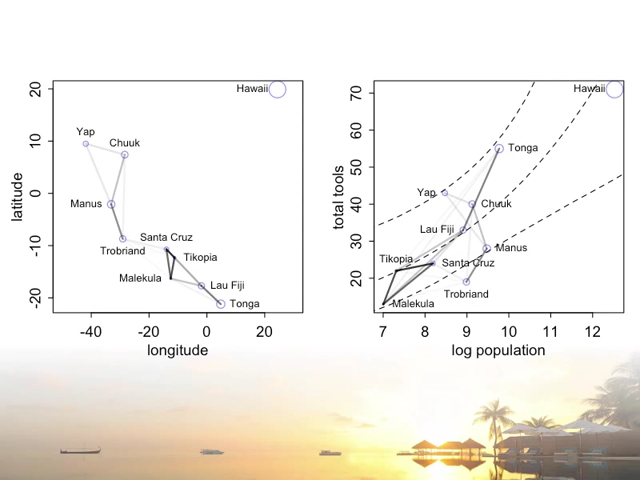 latitude
20
10
0
-10
-20
Hawaii
Yap
Chuuk
Manus
Trobriand
Santa Cruz
Tikopia
Malekula
Lau Fiji
Tonga
-40 -20 0 20
longitude
total tools
70
60
50
40
30
20
Hawaii
Tonga
Yap
Chuuk
Lau Fiji
Manus
Tikopia
Santa Cruz
Trobriand
Malekula
7 8 9 10 11 12
log population